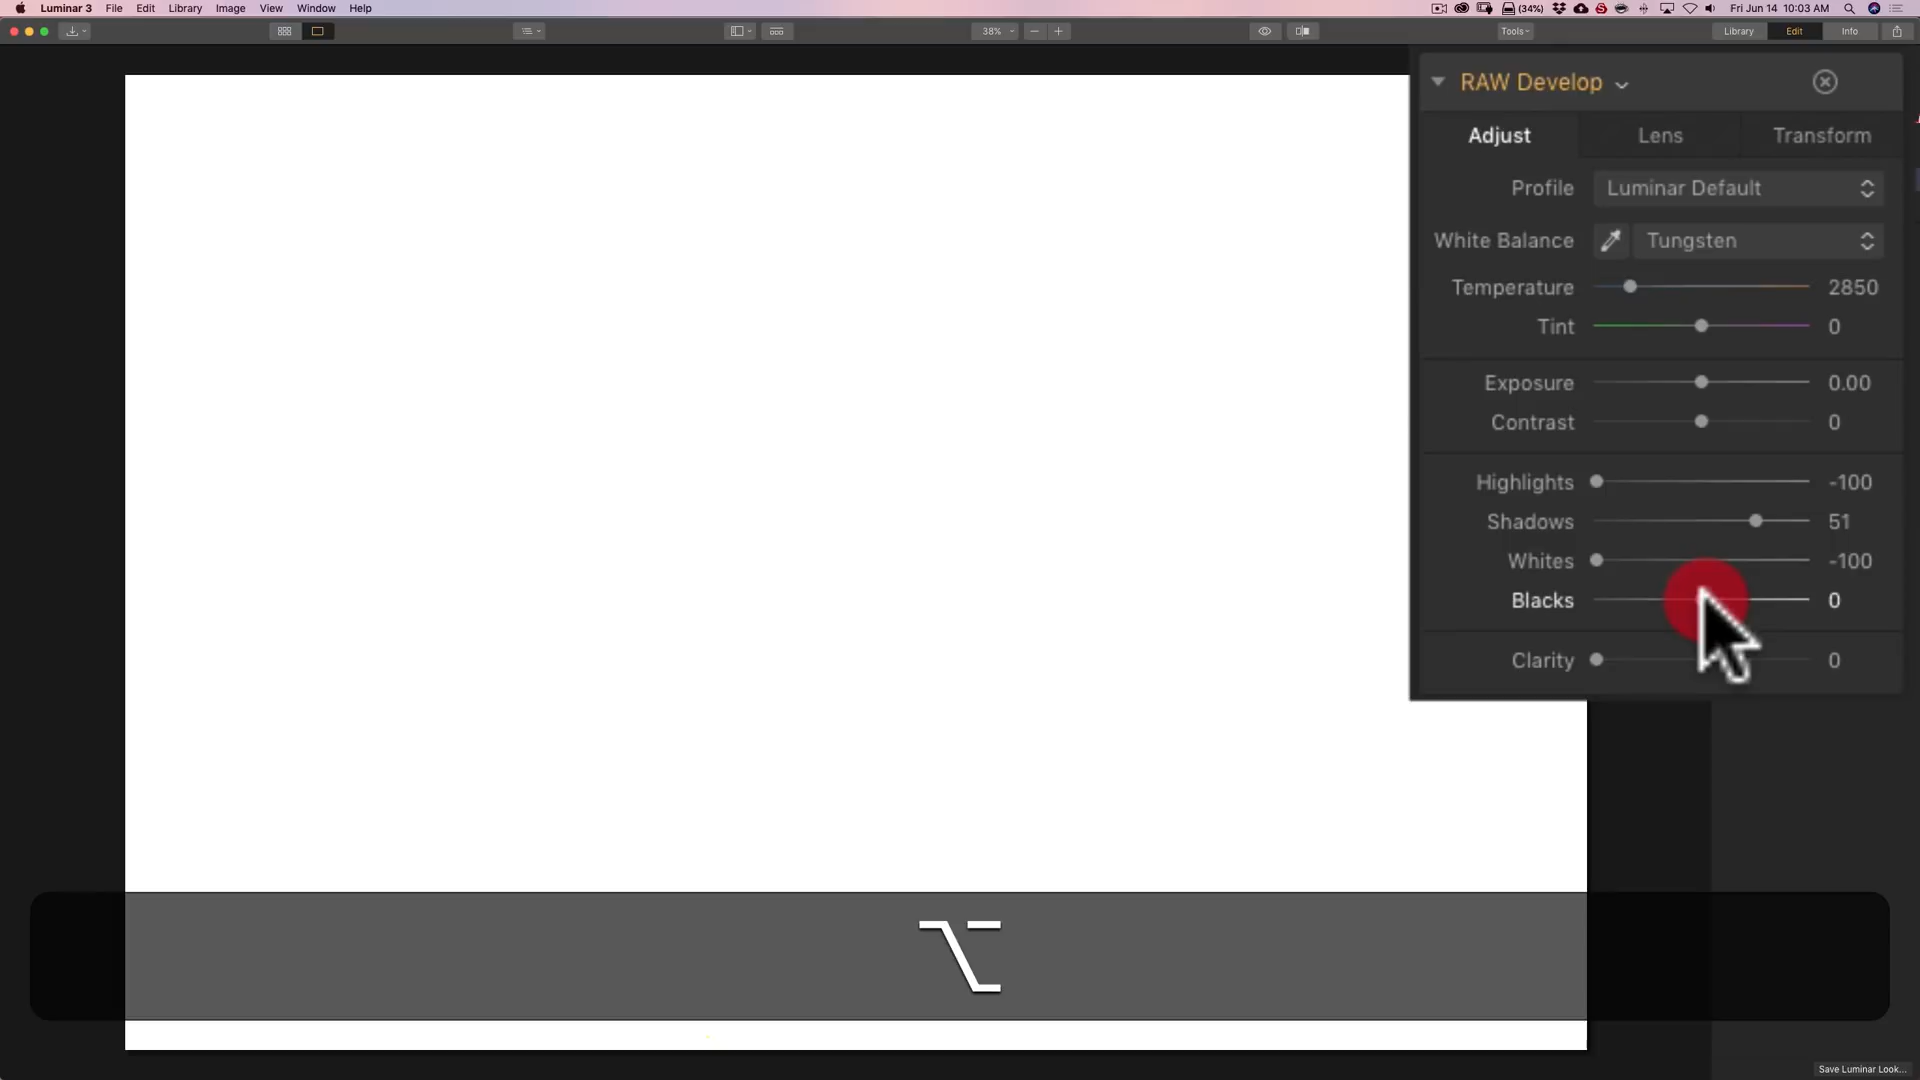 Luminar 3 File Edit Library Image View Window Help (34%) Fri Jun 14 10:03 AM
38% Tools Library Edit Info
RAW Develop
Adjust Lens Transform
Profile Luminar Default
White Balance Tungsten
Temperature 2850
Tint 0
Exposure 0.00
Contrast 0
Highlights -100
Shadows 51
Whites -100
Blacks 0
Clarity 0
⌥
Save Luminar Look...